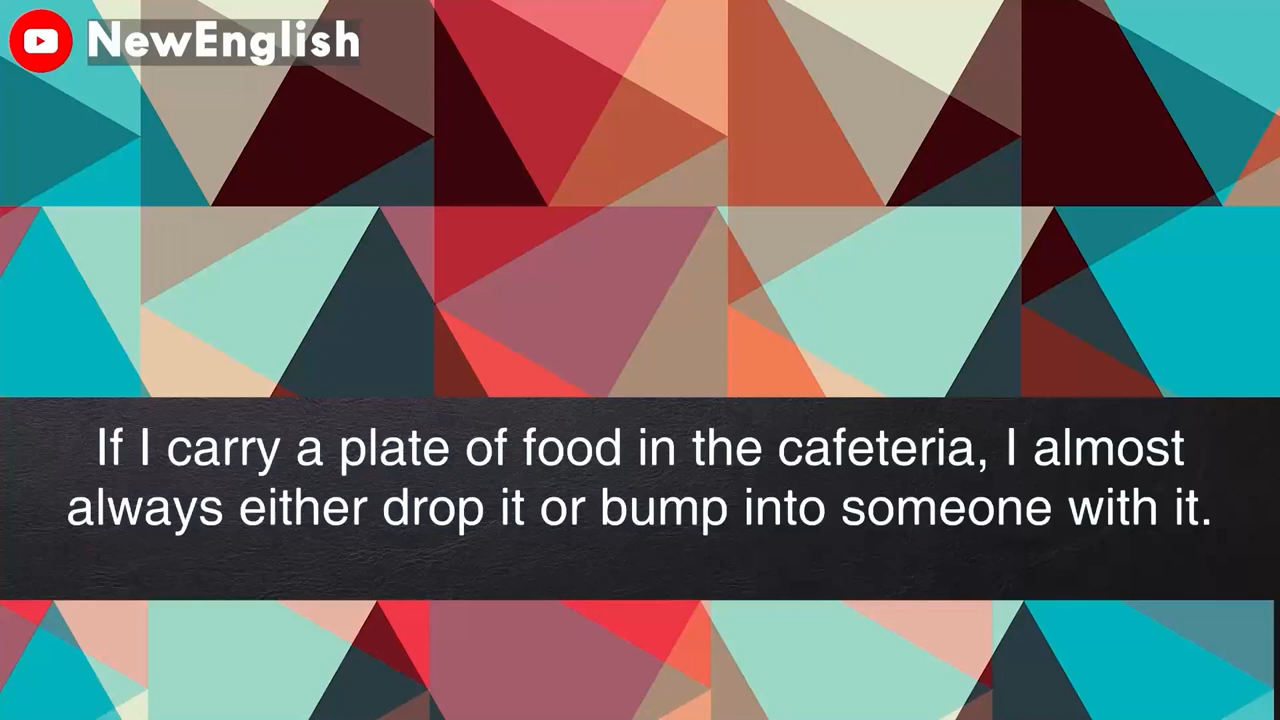 NewEnglish
If I carry a plate of food in the cafeteria, I almost
always either drop it or bump into someone with it.